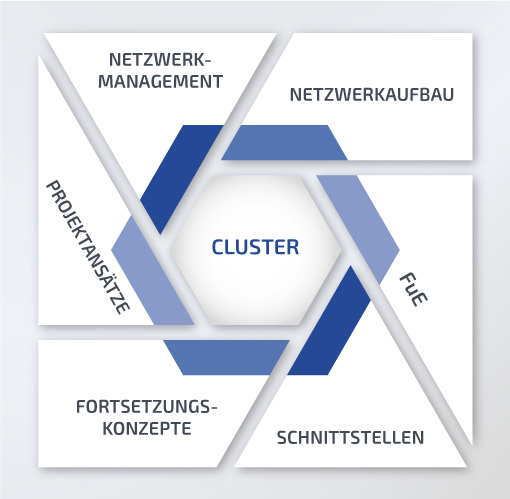 NETZWERK-
MANAGEMENT
NETZWERKAUFBAU
PROJEKTANSÄTZE
CLUSTER
FuE
FORTSETZUNGS-
KONZEPTE
SCHNITTSTELLEN